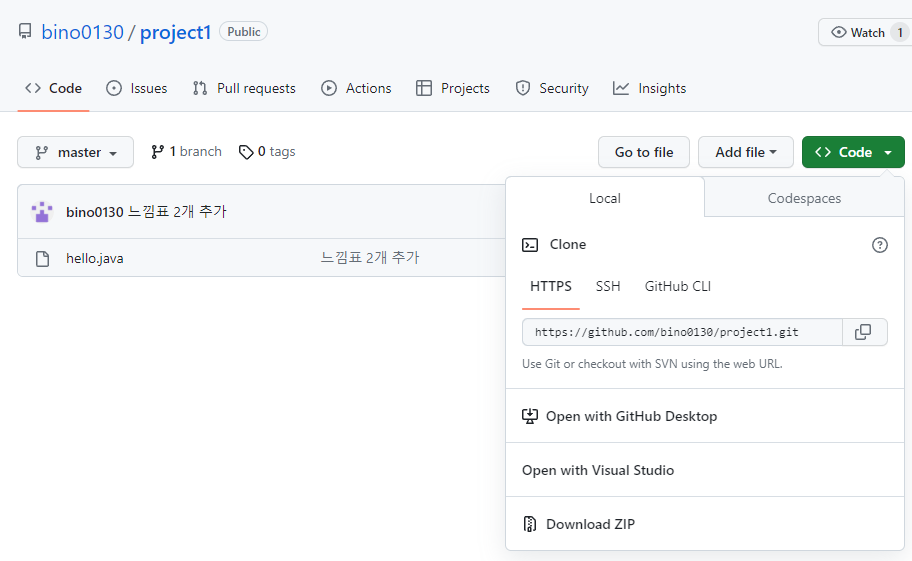 bino0130 / project1 Public
Watch 1
Code Issues Pull requests Actions Projects Security Insights
master 1 branch 0 tags Go to file Add file Code
bino0130 느낌표 2개 추가
hello.java 느낌표 2개 추가
Local Codespaces
Clone
HTTPS SSH GitHub CLI
https://github.com/bino0130/project1.git
Use Git or checkout with SVN using the web URL.
Open with GitHub Desktop
Open with Visual Studio
Download ZIP